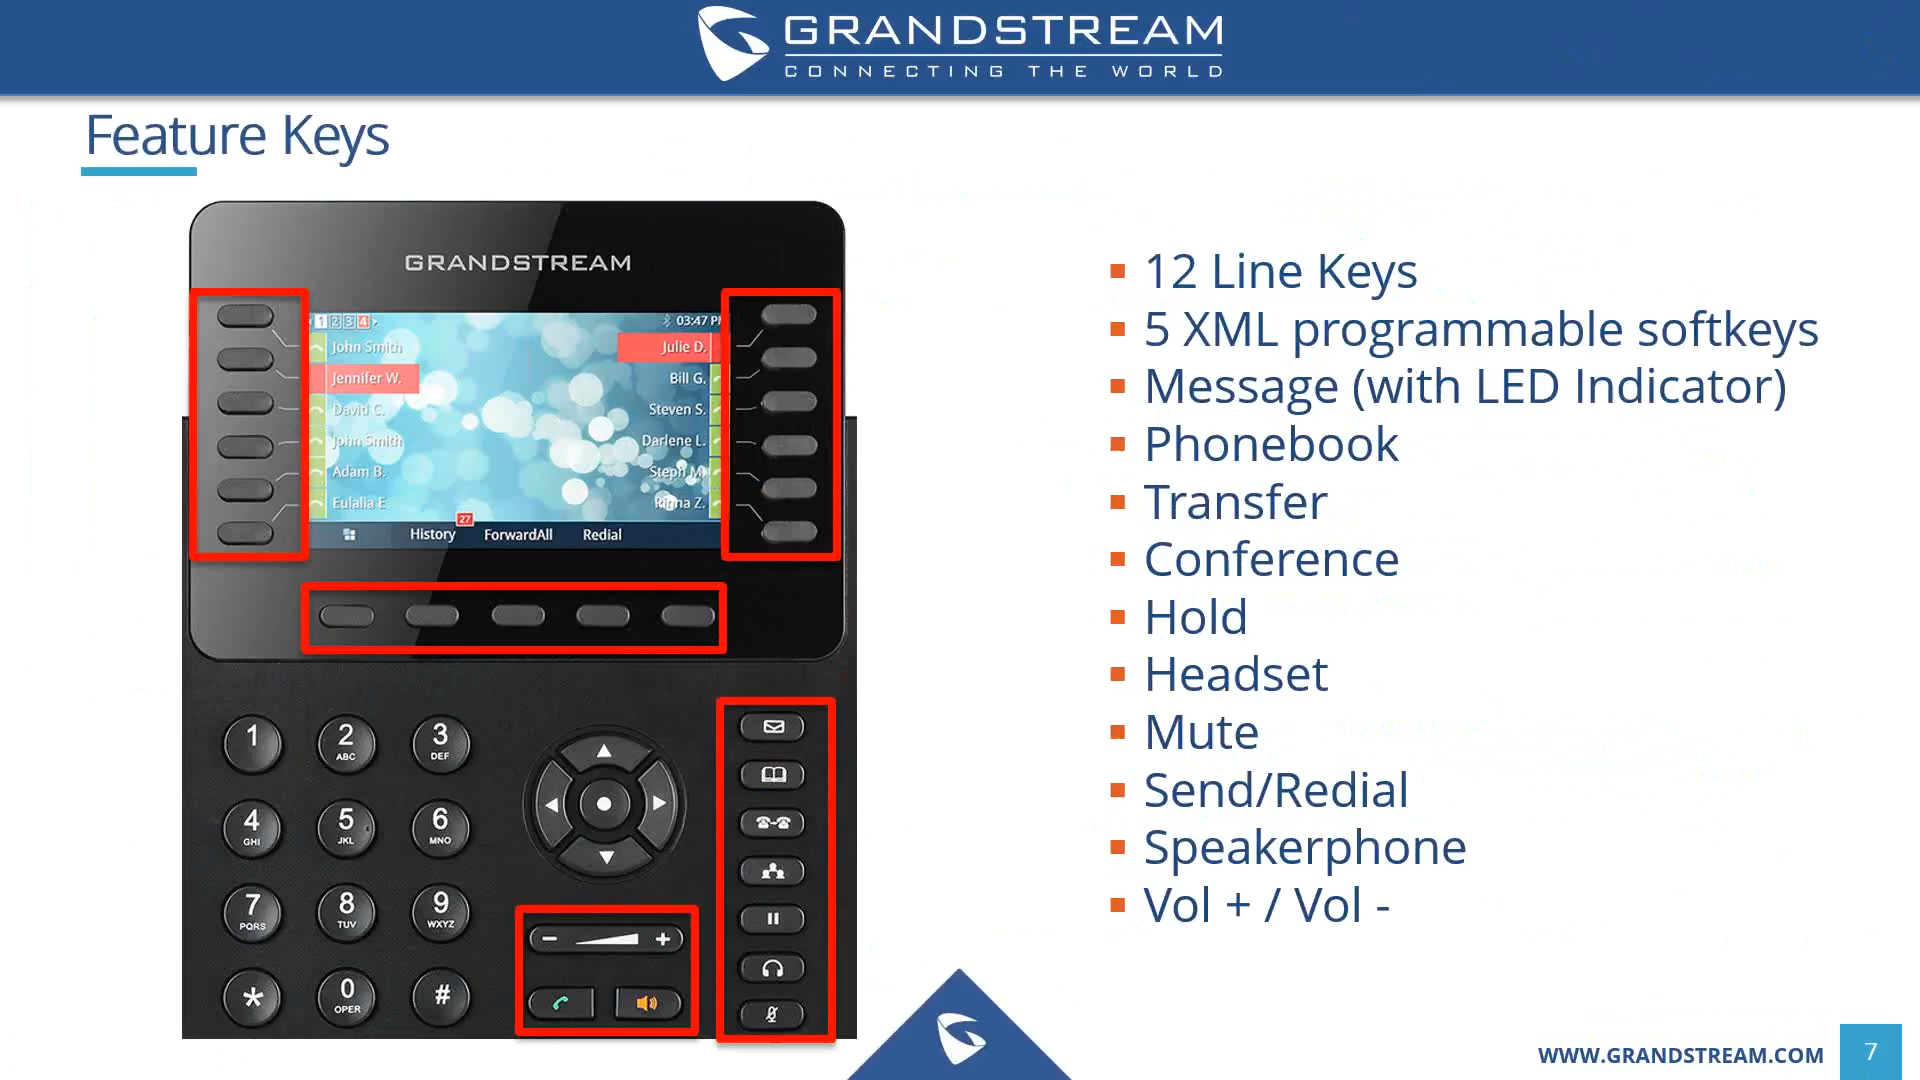 GRANDSTREAM
CONNECTING THE WORLD
Feature Keys
GRANDSTREAM
1 2 3 4
03:47 PM
John Smith
Julie D.
Jennifer W.
Bill G.
David C.
Steven S.
John Smith
Darlene L.
Adam B.
Steph M.
Eulalia E
Rinna Z.
27
History
ForwardAll
Redial
1
2
ABC
3
DEF
4
GHI
5
JKL
6
MNO
7
PQRS
8
TUV
9
WXYZ
*
0
OPER
#
− +
12 Line Keys
5 XML programmable softkeys
Message (with LED Indicator)
Phonebook
Transfer
Conference
Hold
Headset
Mute
Send/Redial
Speakerphone
Vol + / Vol -
WWW.GRANDSTREAM.COM
7